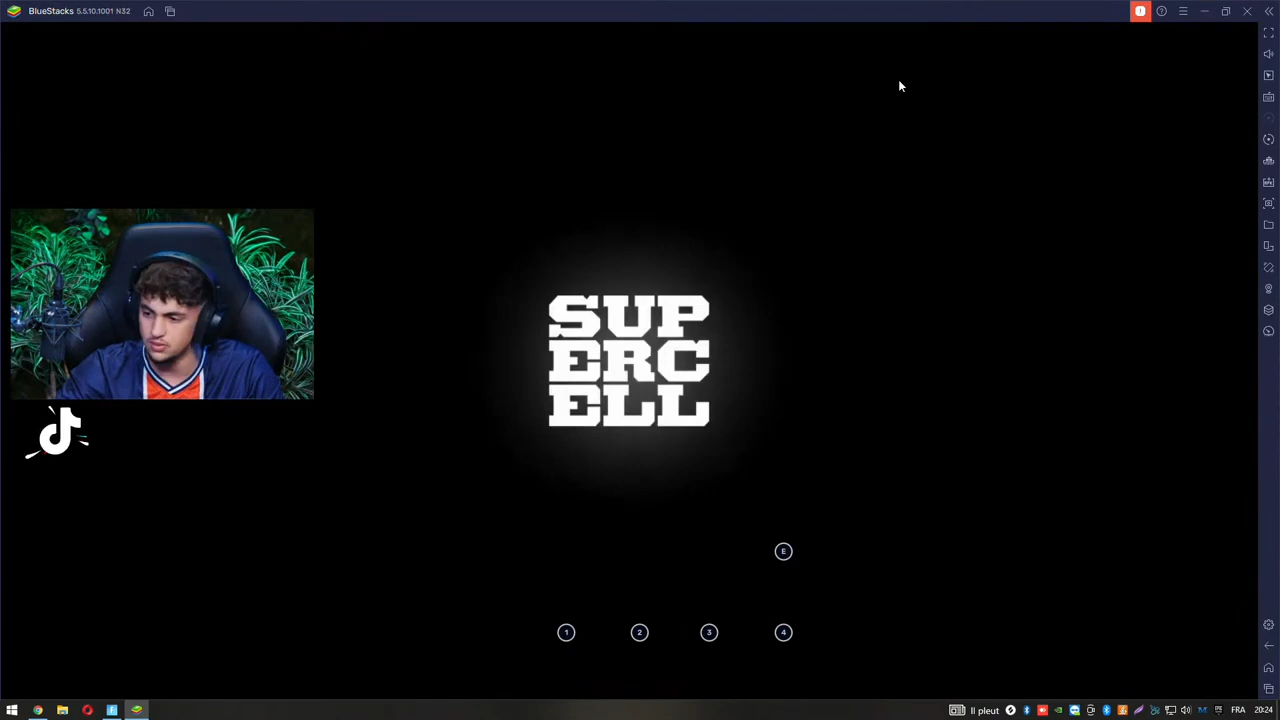 BlueStacks 5.5.10.1001 N32
SUP
ERC
ELL
E
1 2 3 4
Il pleut
FRA 20:24